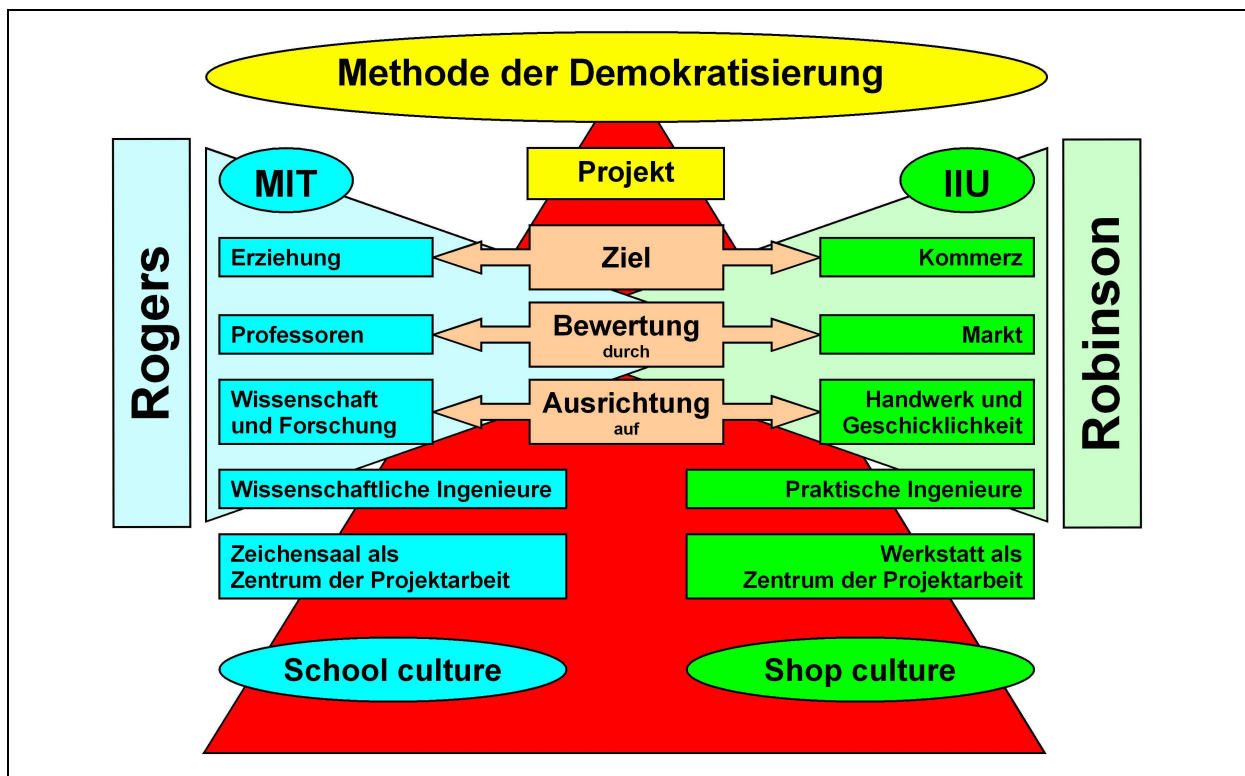 Methode der Demokratisierung
Rogers
MIT
Projekt
IIU
Robinson
Erziehung
Ziel
Kommerz
Professoren
Bewertung
durch
Markt
Wissenschaft
und Forschung
Ausrichtung
auf
Handwerk und
Geschicklichkeit
Wissenschaftliche Ingenieure
Praktische Ingenieure
Zeichensaal als
Zentrum der Projektarbeit
Werkstatt als
Zentrum der Projektarbeit
School culture
Shop culture